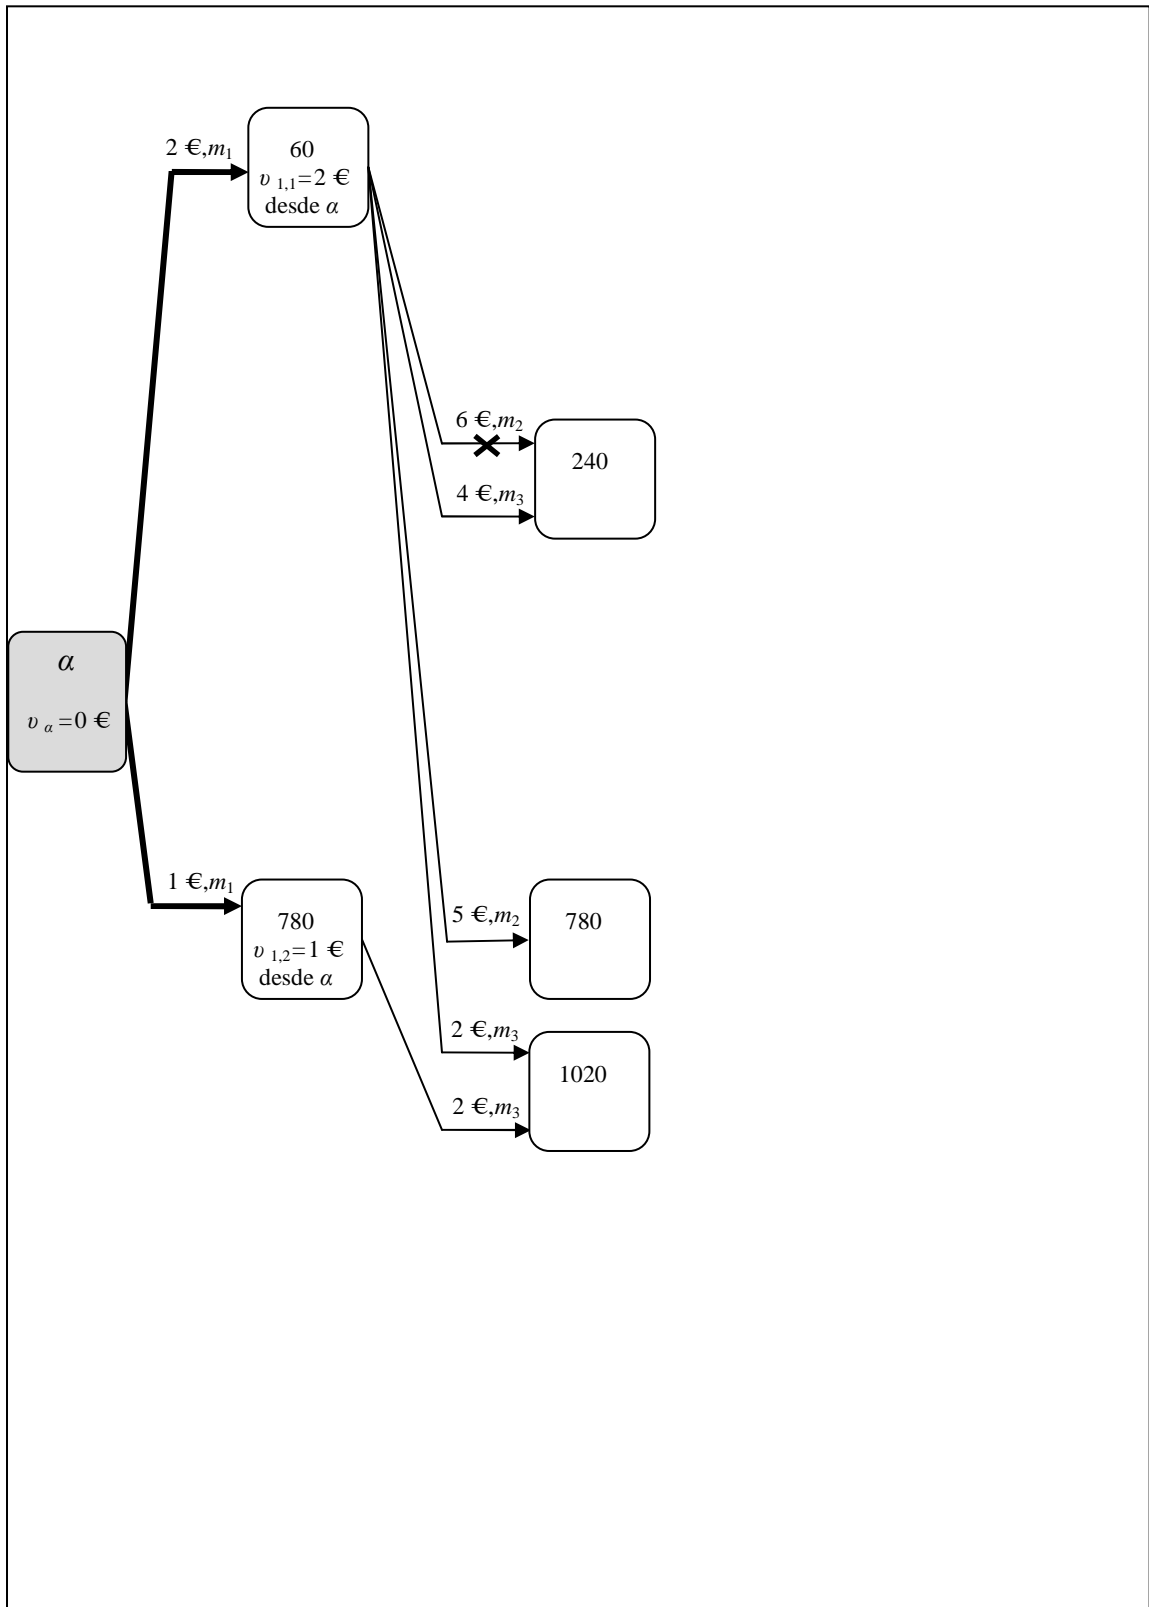 2 €,m₁
60
υ ₁,₁=2 €
desde α
6 €,m₂
240
4 €,m₃
α
υ α =0 €
1 €,m₁
780
υ ₁,₂=1 €
desde α
5 €,m₂
780
2 €,m₃
1020
2 €,m₃